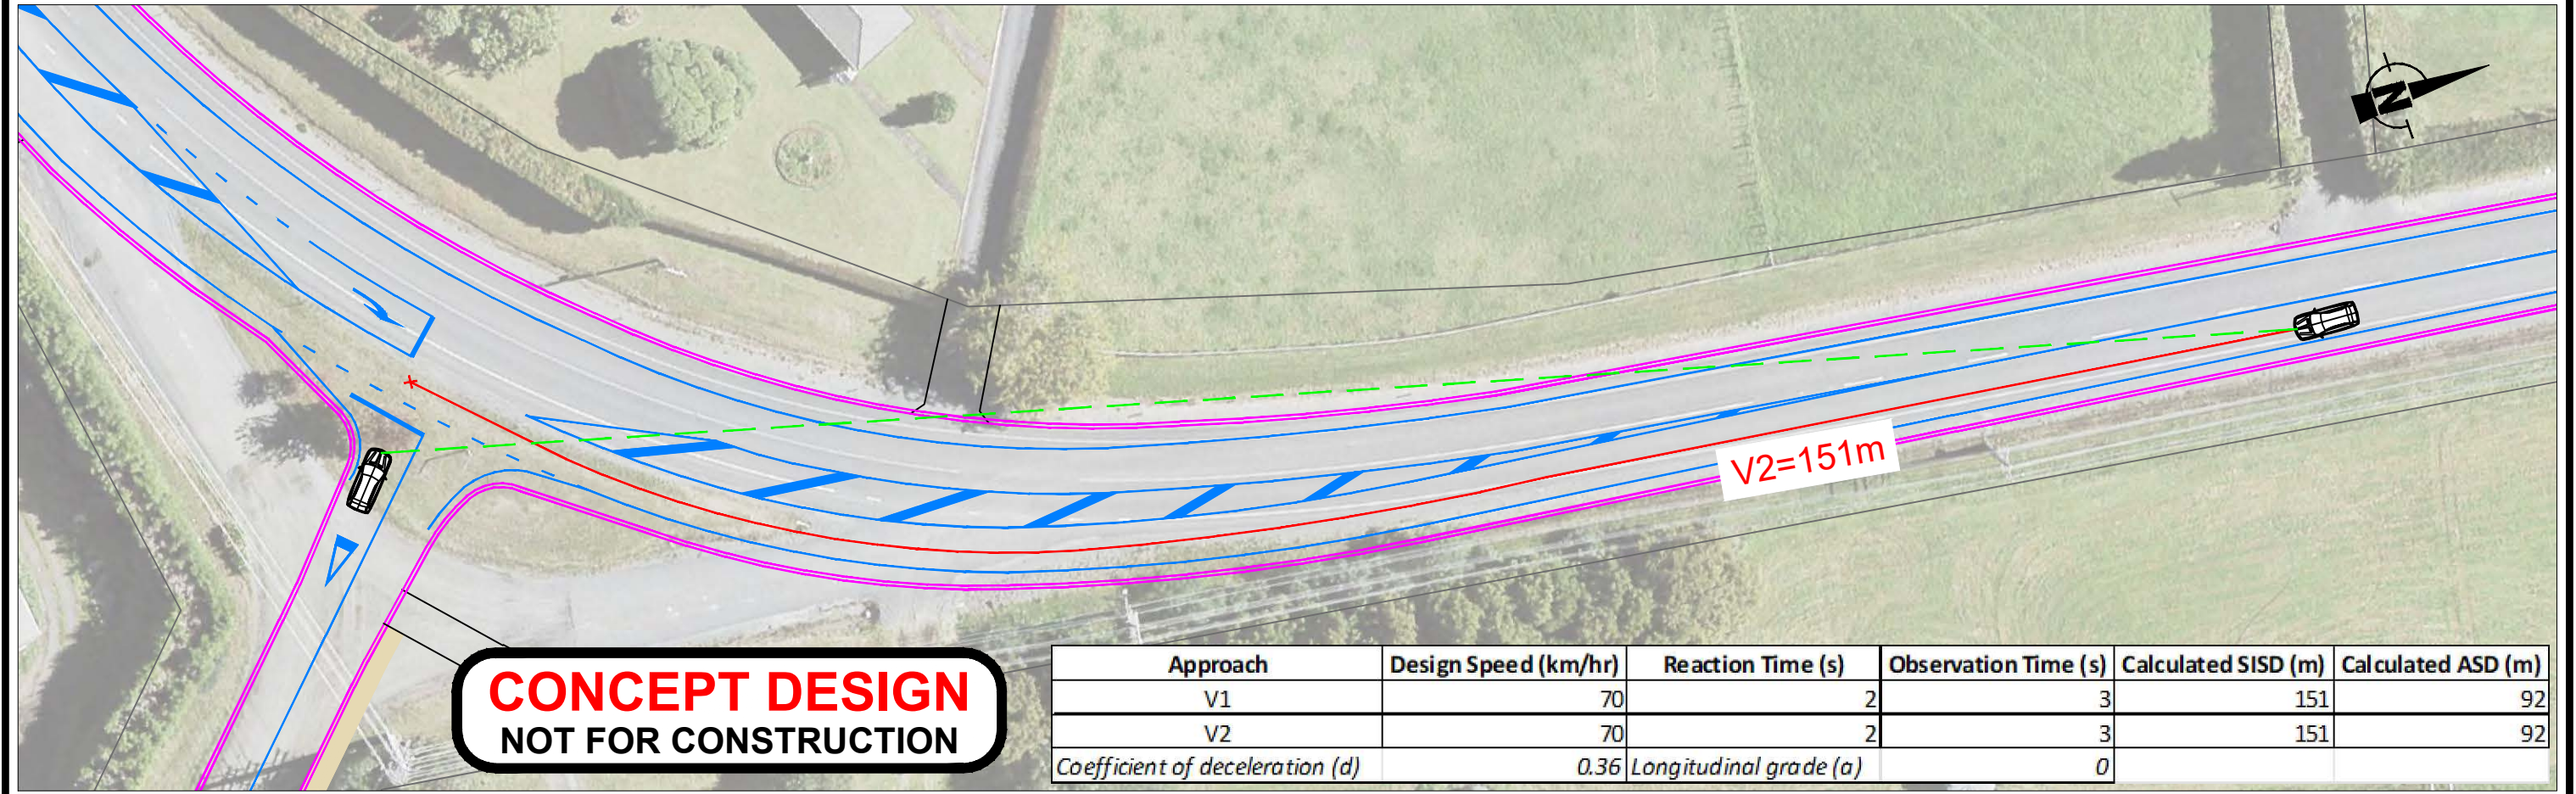 N
V2=151m
CONCEPT DESIGN
NOT FOR CONSTRUCTION
Approach Design Speed (km/hr) Reaction Time (s) Observation Time (s) Calculated SISD (m) Calculated ASD (m)
V1 70 2 3 151 92
V2 70 2 3 151 92
Coefficient of deceleration (d) 0.36 Longitudinal grade (a) 0